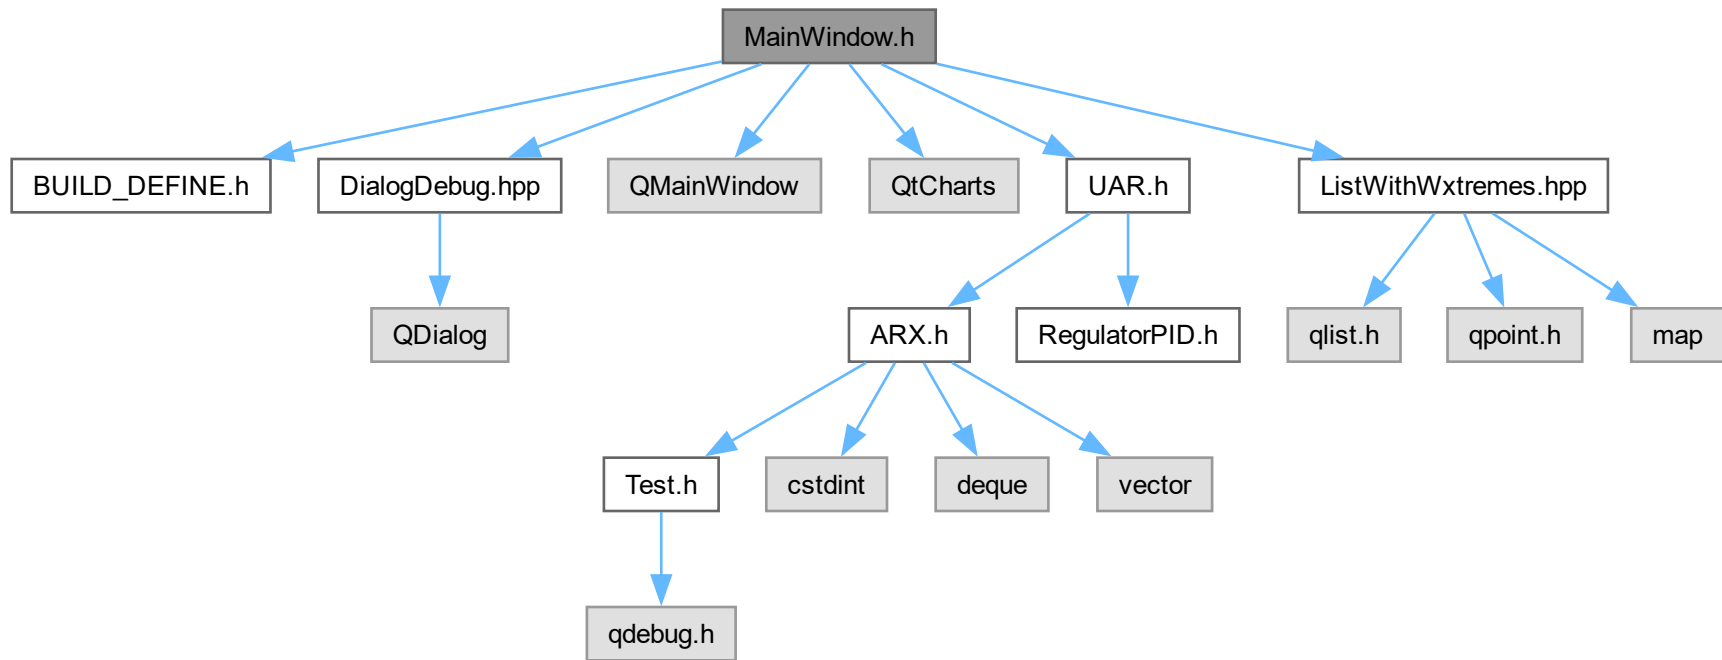 MainWindow.h
BUILD_DEFINE.h
DialogDebug.hpp
QMainWindow
QtCharts
UAR.h
ListWithWxtremes.hpp
QDialog
ARX.h
RegulatorPID.h
qlist.h
qpoint.h
map
Test.h
cstdint
deque
vector
qdebug.h